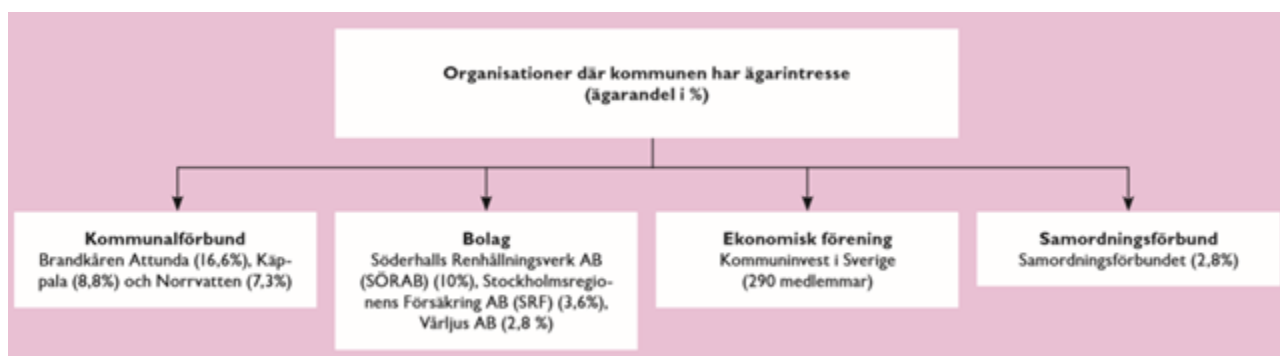 Organisationer där kommunen har ägarintresse
(ägarandel i %)
Kommunalförbund
Brandkåren Attunda (16,6%), Käp-
pala (8,8%) och Norrvatten (7,3%)
Bolag
Söderhalls Renhållningsverk AB
(SÖRAB) (10%), Stockholmsregio-
nens Försäkring AB (SRF) (3,6%),
Vårljus AB (2,8 %)
Ekonomisk förening
Kommuninvest i Sverige
(290 medlemmar)
Samordningsförbund
Samordningsförbundet (2,8%)